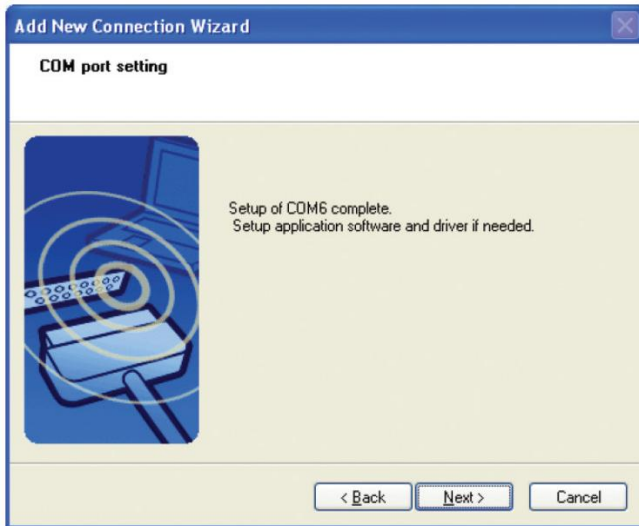 Add New Connection Wizard
COM port setting
Setup of COM6 complete.
Setup application software and driver if needed.
< Back
Next >
Cancel